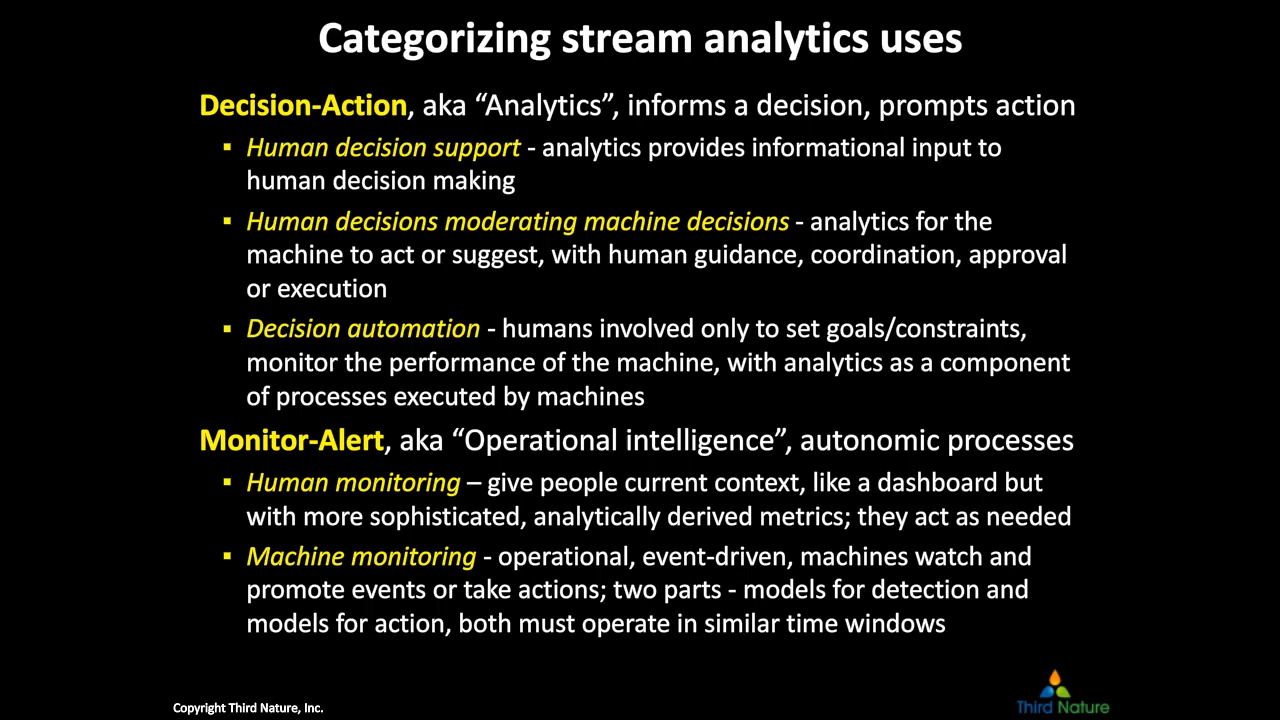 Categorizing stream analytics uses
Decision-Action, aka “Analytics”, informs a decision, prompts action
▪ Human decision support - analytics provides informational input to
human decision making
▪ Human decisions moderating machine decisions - analytics for the
machine to act or suggest, with human guidance, coordination, approval
or execution
▪ Decision automation - humans involved only to set goals/constraints,
monitor the performance of the machine, with analytics as a component
of processes executed by machines
Monitor-Alert, aka “Operational intelligence”, autonomic processes
▪ Human monitoring – give people current context, like a dashboard but
with more sophisticated, analytically derived metrics; they act as needed
▪ Machine monitoring - operational, event-driven, machines watch and
promote events or take actions; two parts - models for detection and
models for action, both must operate in similar time windows
Copyright Third Nature, Inc.
Third Nature